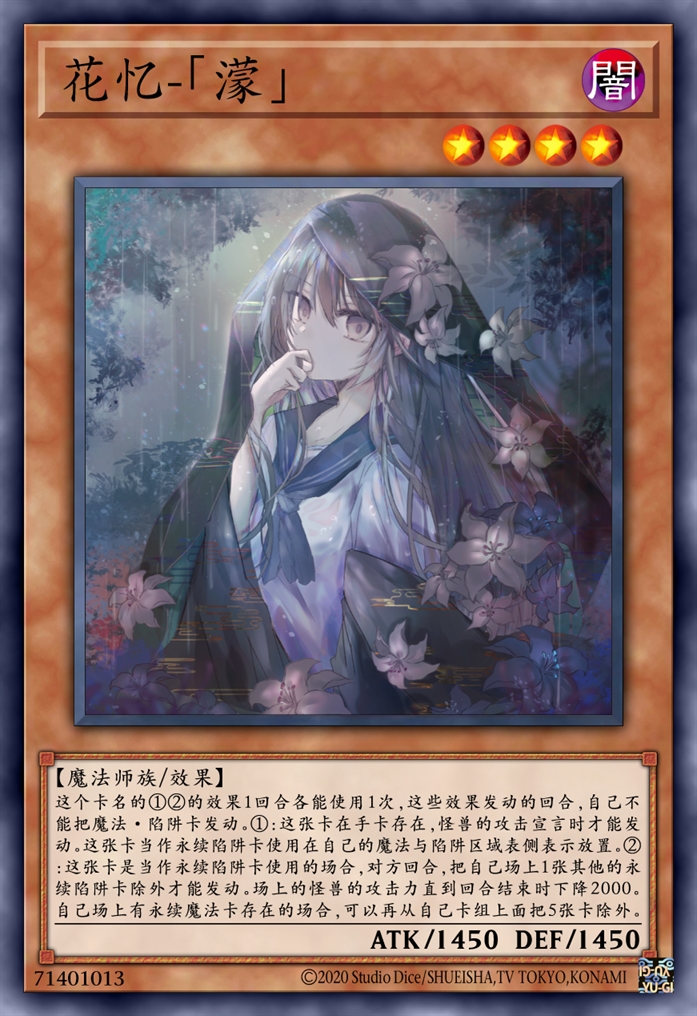 花忆-「濛」
闇
【魔法师族/效果】
这个卡名的①②的效果1回合各能使用1次,这些效果发动的回合,自己不
能把魔法·陷阱卡发动。①:这张卡在手卡存在,怪兽的攻击宣言时才能发
动。这张卡当作永续陷阱卡使用在自己的魔法与陷阱区域表侧表示放置。②
:这张卡是当作永续陷阱卡使用的场合,对方回合,把自己场上1张其他的永
续陷阱卡除外才能发动。场上的怪兽的攻击力直到回合结束时下降2000。
自己场上有永续魔法卡存在的场合,可以再从自己卡组上面把5张卡除外。
ATK/1450 DEF/1450
71401013 ©2020 Studio Dice/SHUEISHA,TV TOKYO,KONAMI